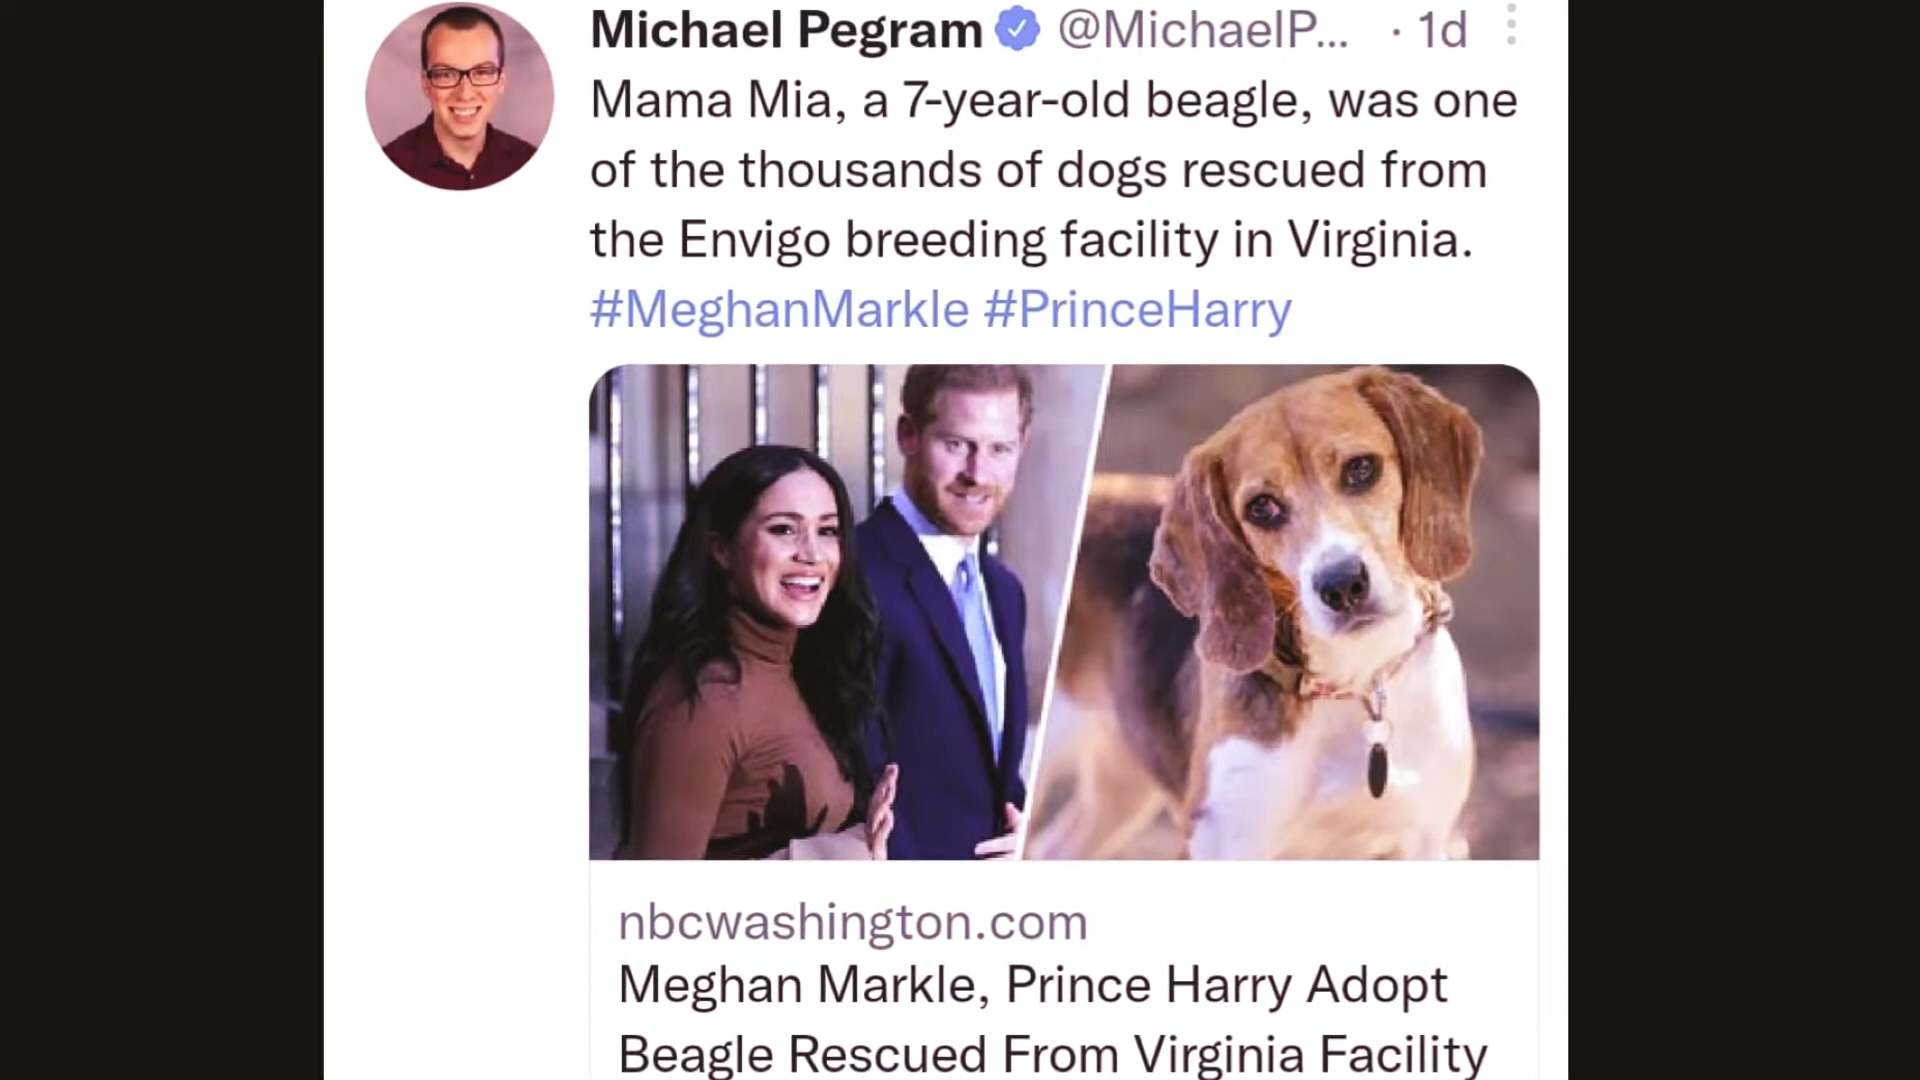 Michael Pegram @MichaelP... · 1d
Mama Mia, a 7-year-old beagle, was one
of the thousands of dogs rescued from
the Envigo breeding facility in Virginia.
#MeghanMarkle #PrinceHarry
nbcwashington.com
Meghan Markle, Prince Harry Adopt
Beagle Rescued From Virginia Facility